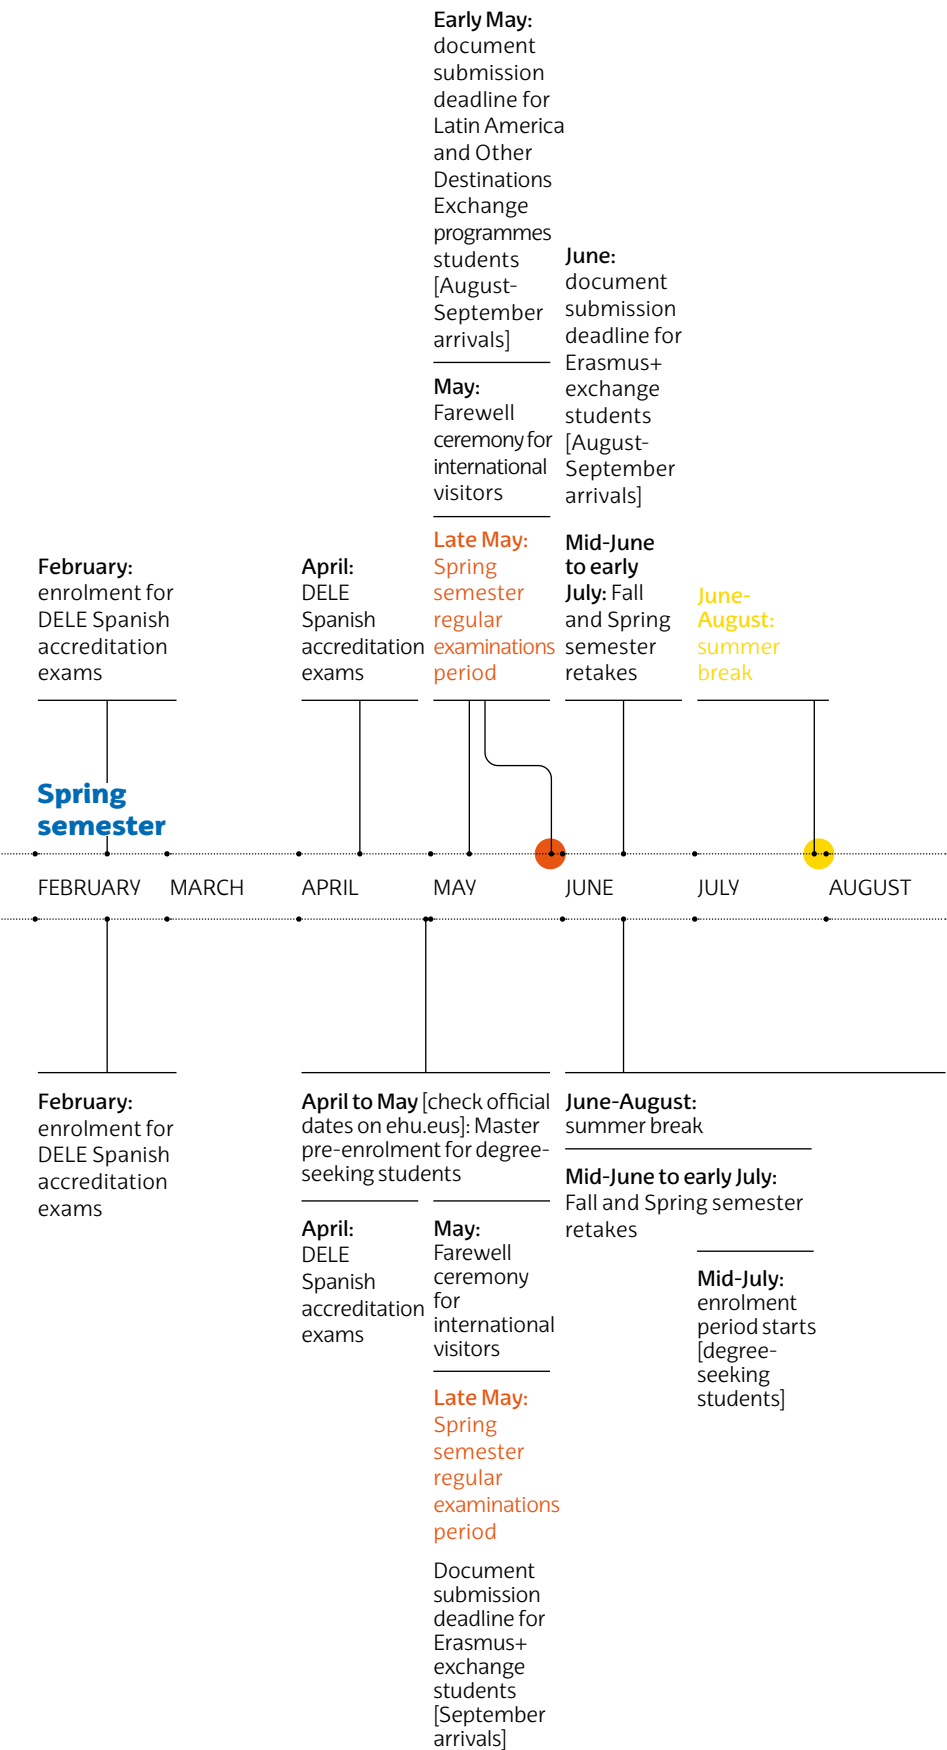 Early May:
document
submission
deadline for
Latin America
and Other
Destinations
Exchange
programmes
students
[August-
September
arrivals]
May:
Farewell
ceremony for
international
visitors
Late May:
Spring
semester
regular
examinations
period
June:
document
submission
deadline for
Erasmus+
exchange
students
[August-
September
arrivals]
Mid-June
to early
July: Fall
and Spring
semester
retakes
February:
enrolment for
DELE Spanish
accreditation
exams
April:
DELE
Spanish
accreditation
exams
June-
August:
summer
break
Spring
semester
FEBRUARY MARCH APRIL MAY JUNE JULY AUGUST
February:
enrolment for
DELE Spanish
accreditation
exams
April to May [check official
dates on ehu.eus]: Master
pre-enrolment for degree-
seeking students
April:
DELE
Spanish
accreditation
exams
May:
Farewell
ceremony
for
international
visitors
Late May:
Spring
semester
regular
examinations
period
Document
submission
deadline for
Erasmus+
exchange
students
[September
arrivals]
June-August:
summer break
Mid-June to early July:
Fall and Spring semester
retakes
Mid-July:
enrolment
period starts
[degree-
seeking
students]